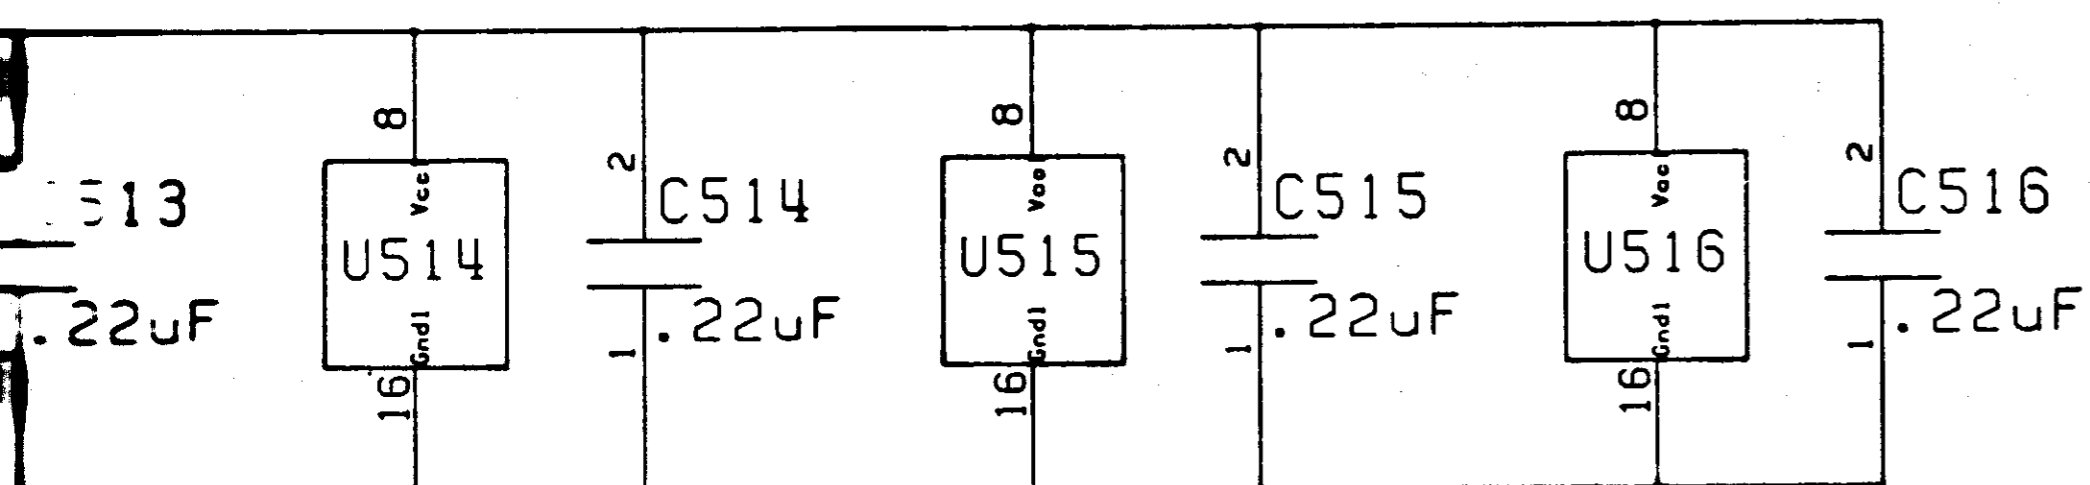 8
8
8
2
2
2
513
C514
C515
C516
Vcc
Vcc
Vcc
U514
U515
U516
.22uF
.22uF
.22uF
.22uF
Gnd1
Gnd1
Gnd1
1
1
1
16
16
16